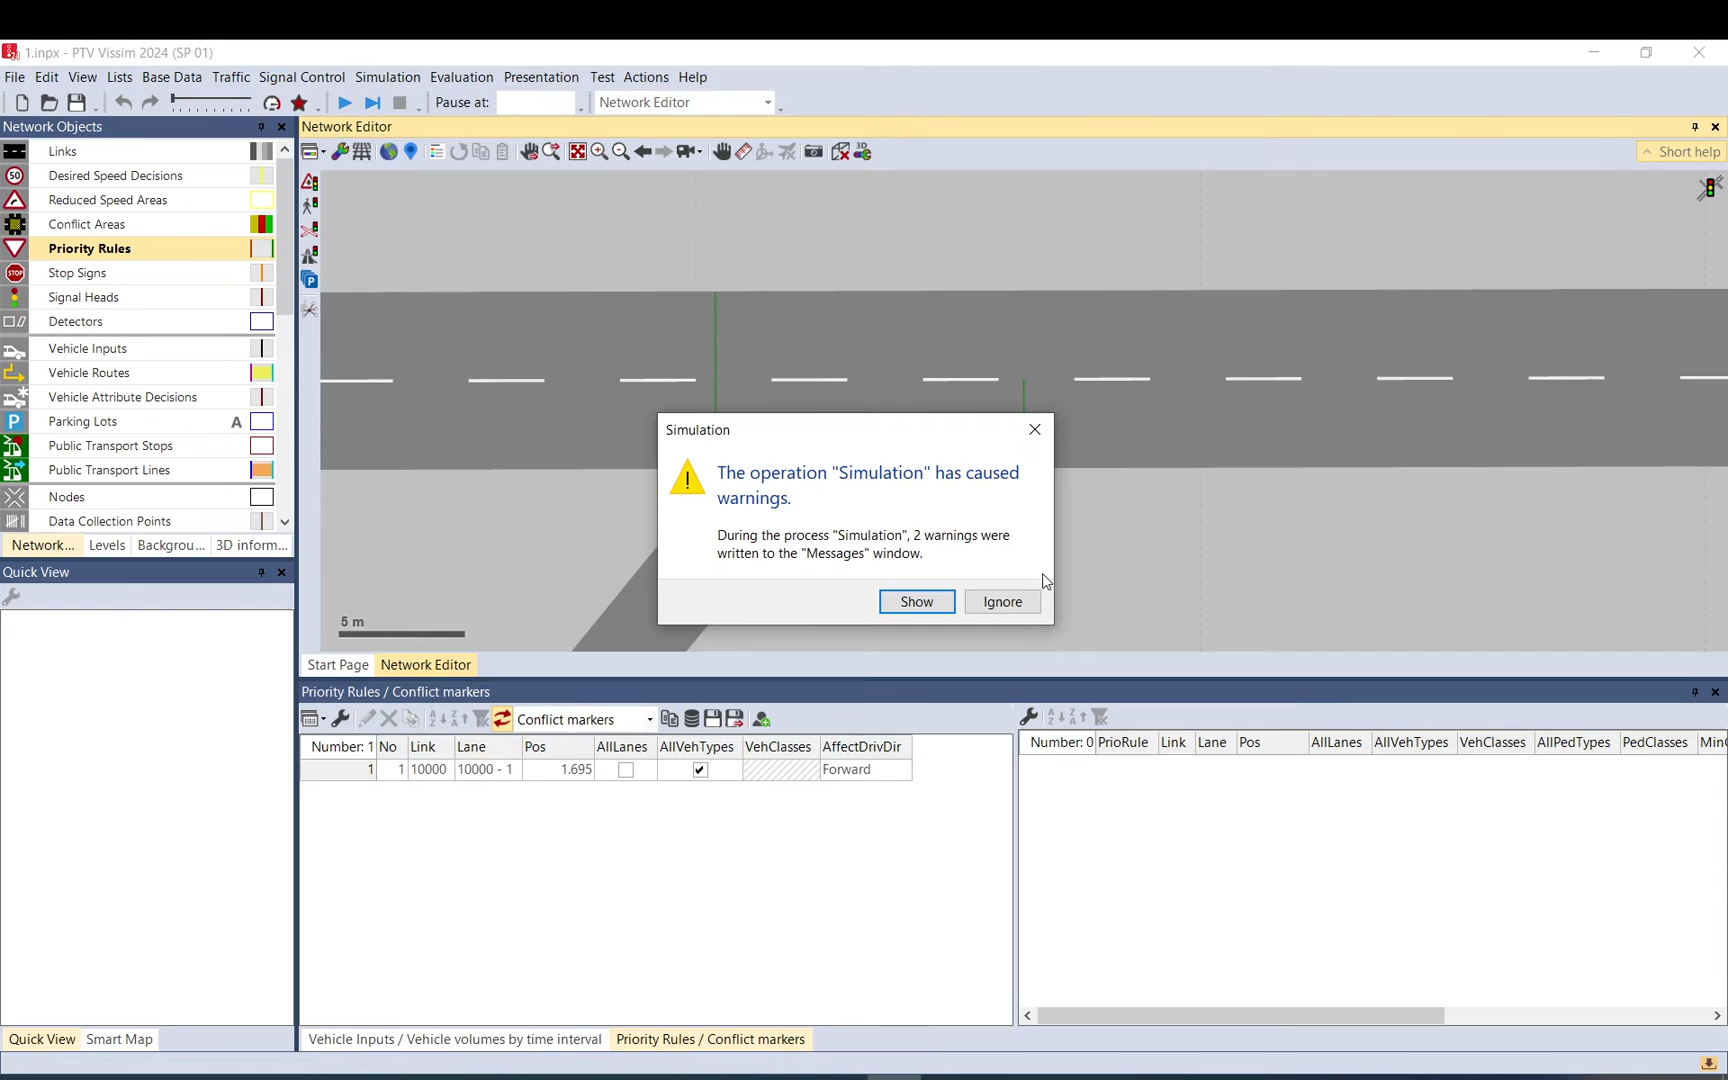 1.inpx - PTV Vissim 2024 (SP 01)
File Edit View Lists Base Data Traffic Signal Control Simulation Evaluation Presentation Test Actions Help
Pause at: Network Editor
Network Objects
Network Editor
Links
50 Desired Speed Decisions
Reduced Speed Areas
Conflict Areas
Priority Rules
STOP Stop Signs
Signal Heads
Detectors
Vehicle Inputs
Vehicle Routes
Vehicle Attribute Decisions
P Parking Lots A
Public Transport Stops
Public Transport Lines
Nodes
Data Collection Points
Network... Levels Backgrou... 3D inform...
3D
Short help
P
Simulation
The operation "Simulation" has caused
warnings.
During the process "Simulation", 2 warnings were
written to the "Messages" window.
Show Ignore
5 m
Start Page Network Editor
Quick View
Priority Rules / Conflict markers
Conflict markers
Number: 1 No Link Lane Pos AllLanes AllVehTypes VehClasses AffectDrivDir
1 1 10000 10000 - 1 1.695 Forward
Number: 0 PrioRule Link Lane Pos AllLanes AllVehTypes VehClasses AllPedTypes PedClasses MinG
Quick View Smart Map
Vehicle Inputs / Vehicle volumes by time interval Priority Rules / Conflict markers